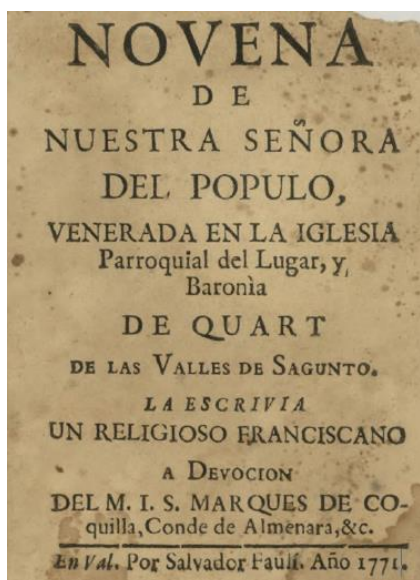 NOVENA
DE
NUESTRA SEÑORA
DEL POPULO,
VENERADA EN LA IGLESIA
Parroquial del Lugar, y
Baronìa
DE QUART
DE LAS VALLES DE SAGUNTO.
LA ESCRIVIA
UN RELIGIOSO FRANCISCANO
A DEVOCION
DEL M. I. S. MARQUES DE CO-
quilla, Conde de Almenara, &c.
En Val. Por Salvador Faulì. Año 1771.